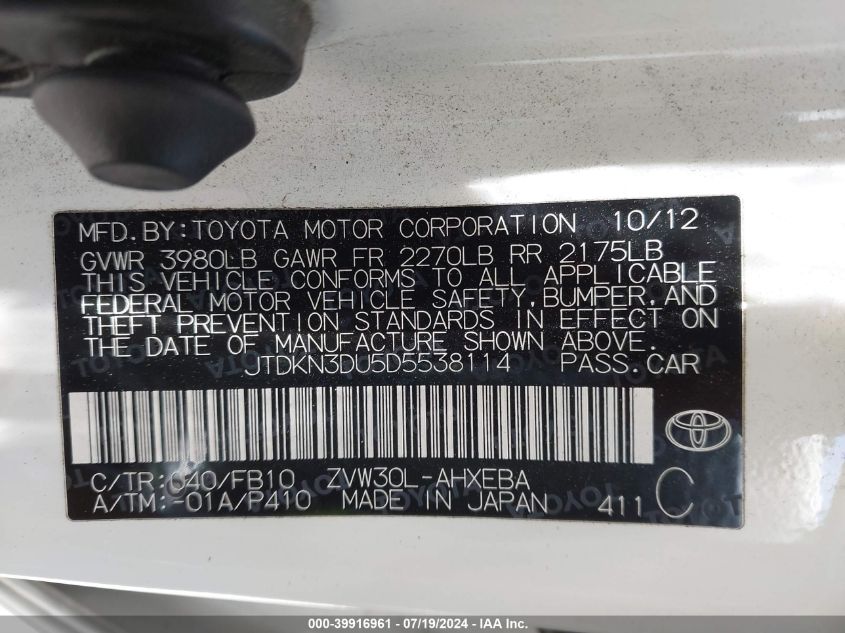 MFD.BY:TOYOTA MOTOR CORPORATION 10/12
GVWR 3980LB GAWR FR 2270LB RR 2175LB
THIS VEHICLE CONFORMS TO ALL APPLICABLE
FEDERAL MOTOR VEHICLE SAFETY,BUMPER,AND
THEFT PREVENTION STANDARDS IN EFFECT ON
THE DATE OF MANUFACTURE SHOWN ABOVE.
JTDKN3DU5D5538114 PASS.CAR
C/TR:040/FB10 ZVW30L-AHXEBA
A/TM:-01A/P410 MADE IN JAPAN 411 C
000-39916961 - 07/19/2024 - IAA Inc.